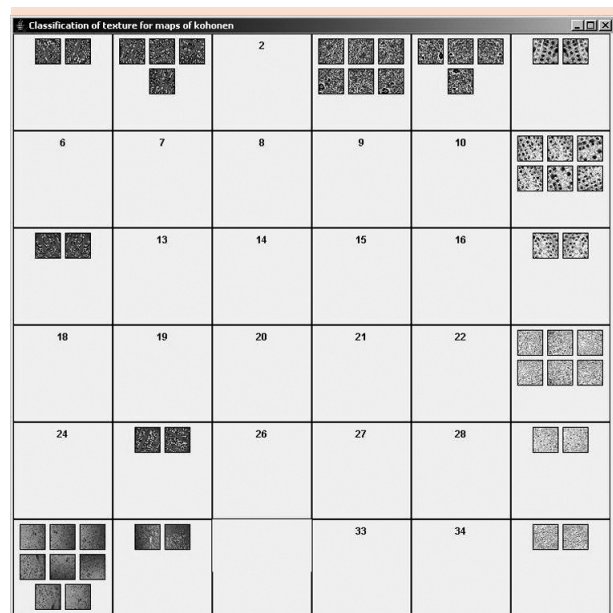 Classification of texture for maps of kohonen
2
6 7 8 9 10
13 14 15 16
18 19 20 21 22
24 26 27 28
33 34